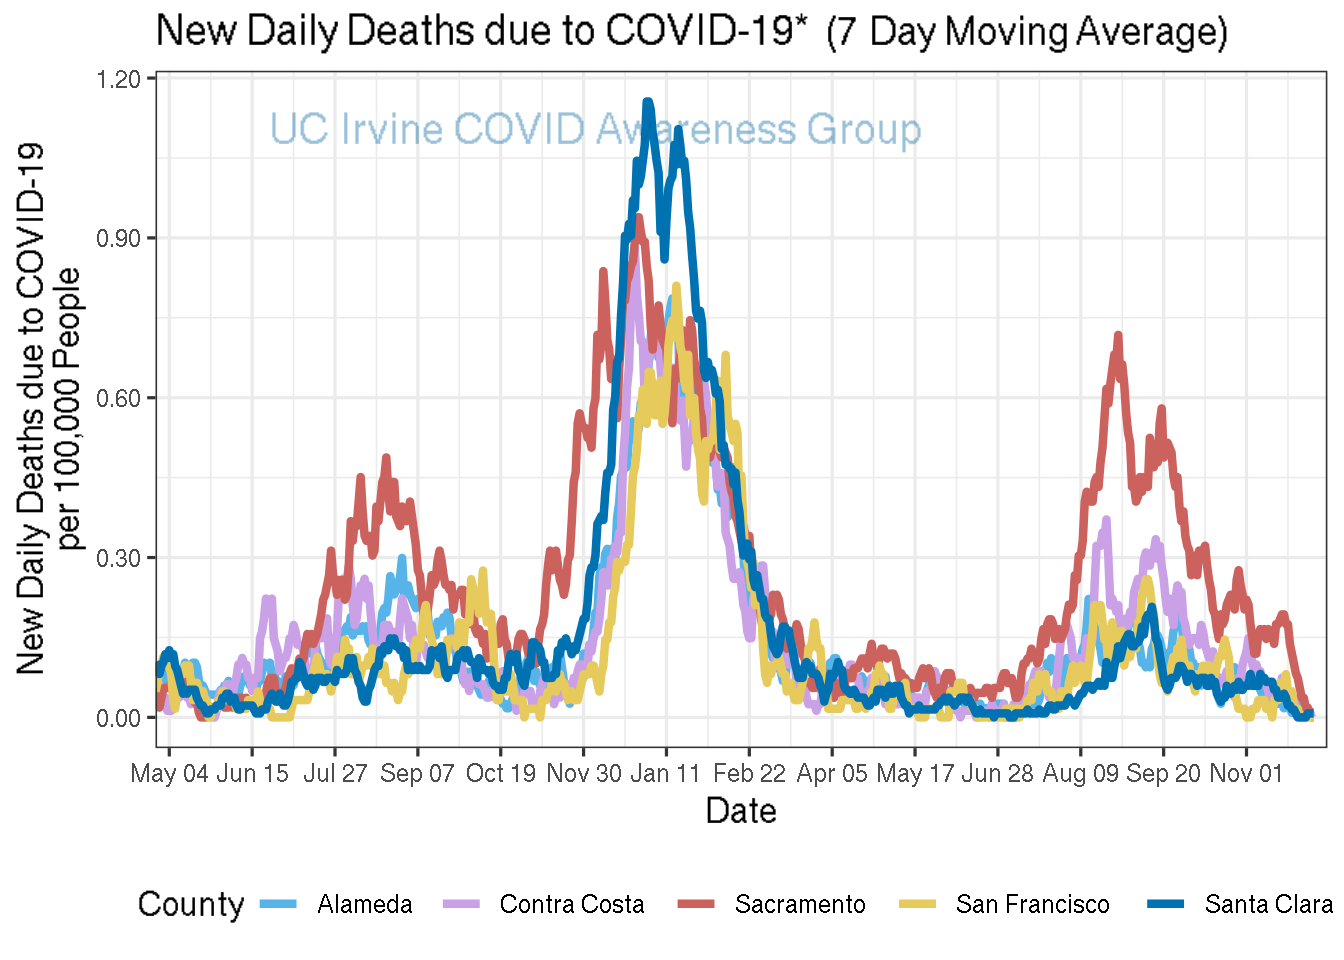 New Daily Deaths due to COVID-19* (7 Day Moving Average)
UC Irvine COVID Awareness Group
New Daily Deaths due to COVID-19
per 100,000 People
1.20
0.90
0.60
0.30
0.00
May 04 Jun 15 Jul 27 Sep 07 Oct 19 Nov 30 Jan 11 Feb 22 Apr 05 May 17 Jun 28 Aug 09 Sep 20 Nov 01
Date
County Alameda Contra Costa Sacramento San Francisco Santa Clara